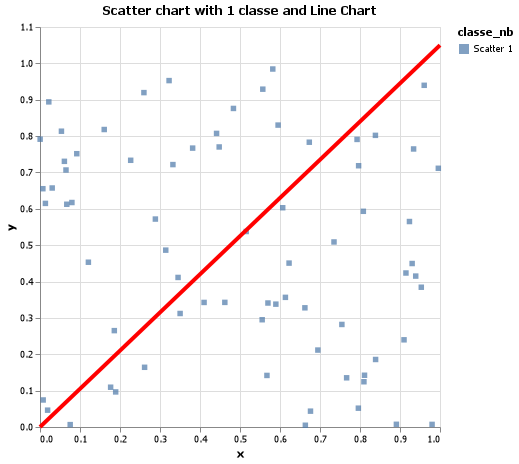 Scatter chart with 1 classe and Line Chart
classe_nb
Scatter 1
1.1
1.0
0.9
0.8
0.7
0.6
0.5
0.4
0.3
0.2
0.1
0.0
y
0.0 0.1 0.2 0.3 0.4 0.5 0.6 0.7 0.8 0.9 1.0
x